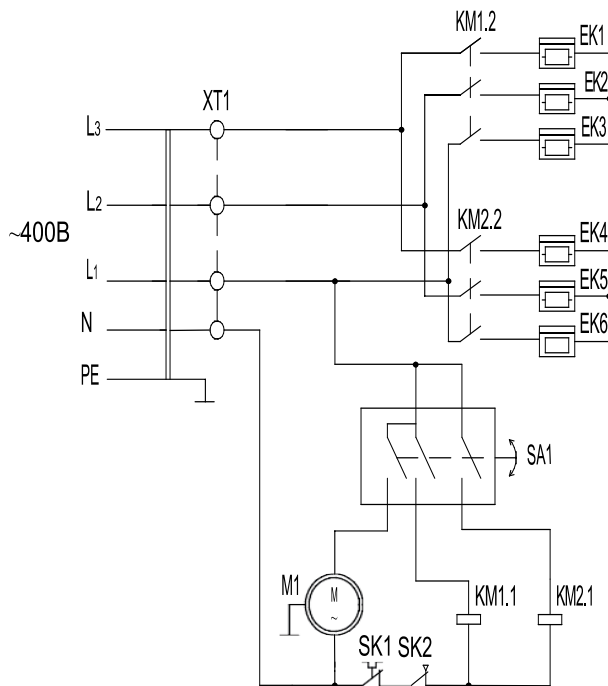 KM1.2
EK1
EK2
XT1
EK3
L3
L2
KM2.2
EK4
~400В
EK5
L1
EK6
N
PE
SA1
M1
M
~
KM1.1
KM2.1
SK1
SK2